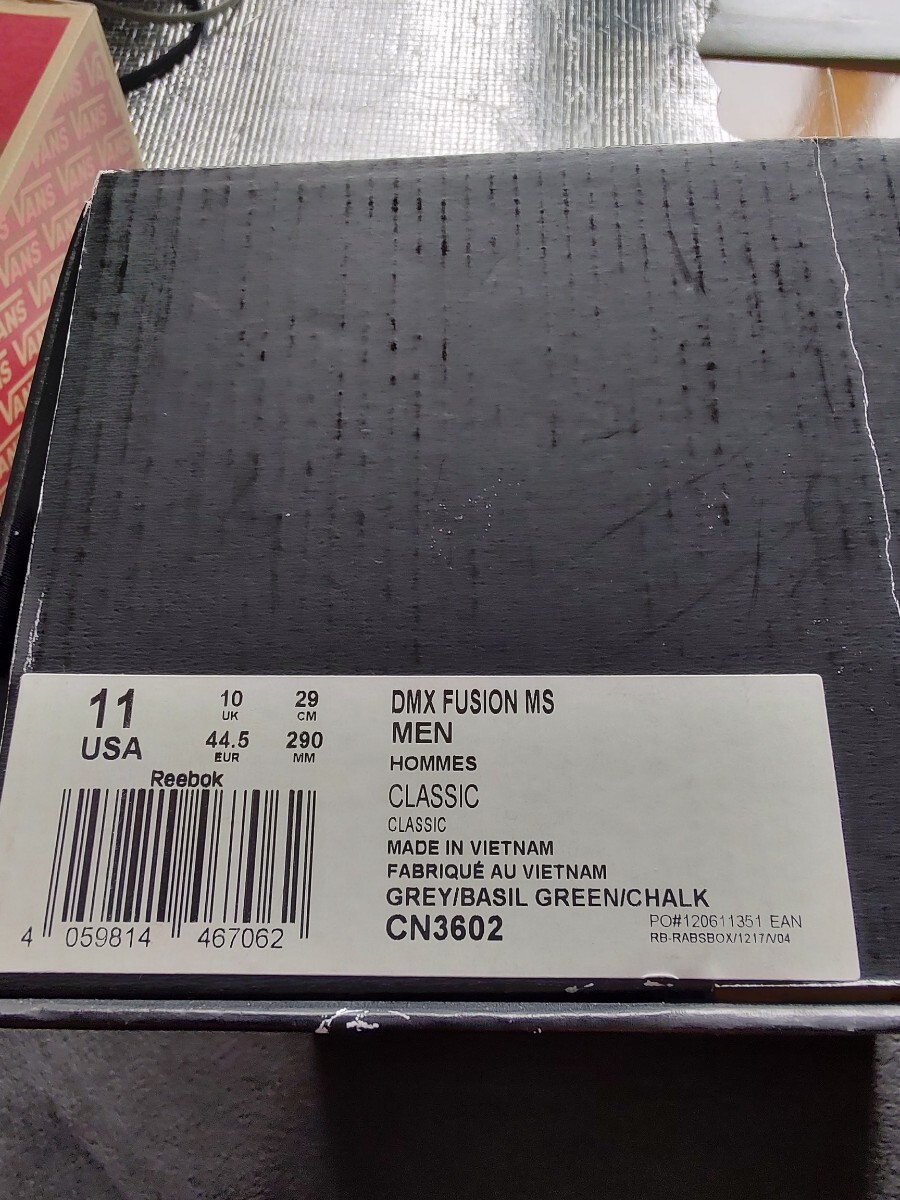 VANS VANS
VANS VANS
VANS
11
USA
10
UK
29
CM
44.5
EUR
290
MM
Reebok
4 059814 467062
DMX FUSION MS
MEN
HOMMES
CLASSIC
CLASSIC
MADE IN VIETNAM
FABRIQUÉ AU VIETNAM
GREY/BASIL GREEN/CHALK
CN3602
PO#120611351 EAN
RB-RABSBOX/1217/V04